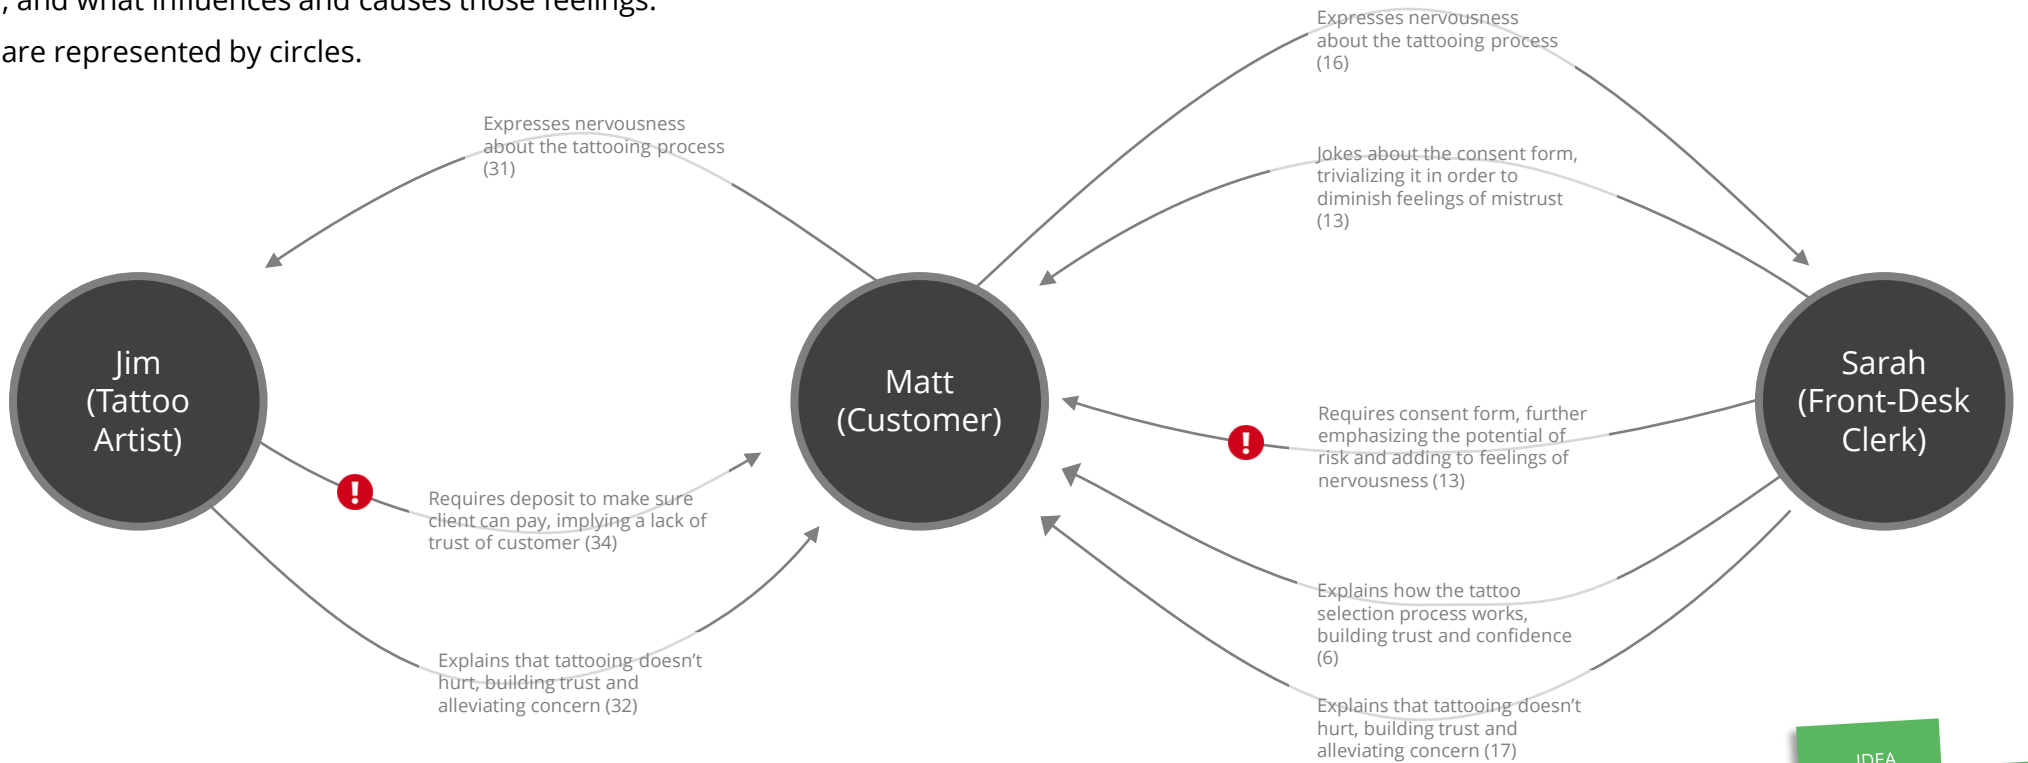 , and what influences and causes those feelings.
are represented by circles.
Expresses nervousness
about the tattooing process
(16)
Expresses nervousness
about the tattooing process
(31)
Jokes about the consent form,
trivializing it in order to
diminish feelings of mistrust
(13)
Jim
(Tattoo
Artist)
Matt
(Customer)
Sarah
(Front-Desk
Clerk)
Requires consent form, further
emphasizing the potential of
risk and adding to feelings of
nervousness (13)
Requires deposit to make sure
client can pay, implying a lack of
trust of customer (34)
Explains how the tattoo
selection process works,
building trust and confidence
(6)
Explains that tattooing doesn’t
hurt, building trust and
alleviating concern (32)
Explains that tattooing doesn’t
hurt, building trust and
alleviating concern (17)
IDEA